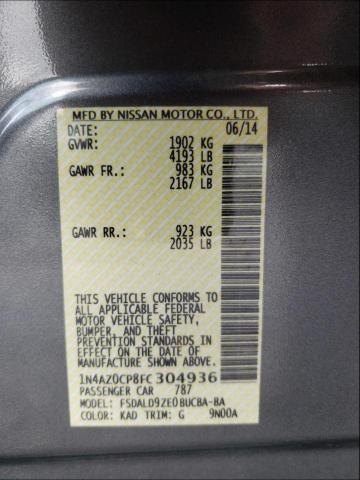 MFD BY NISSAN MOTOR CO., LTD.
DATE: 06/14
GVWR: 1902 KG
4193 LB
GAWR FR.: 983 KG
2167 LB
GAWR RR.: 923 KG
2035 LB
THIS VEHICLE CONFORMS TO
ALL APPLICABLE FEDERAL
MOTOR VEHICLE SAFETY,
BUMPER, AND THEFT
PREVENTION STANDARDS IN
EFFECT ON THE DATE OF
MANUFACTURE SHOWN ABOVE.
1N4AZ0CP8FC304936
PASSENGER CAR 787
MODEL: FSDALD9ZE0BUCBA-BA
COLOR: KAD TRIM: G 9N00A